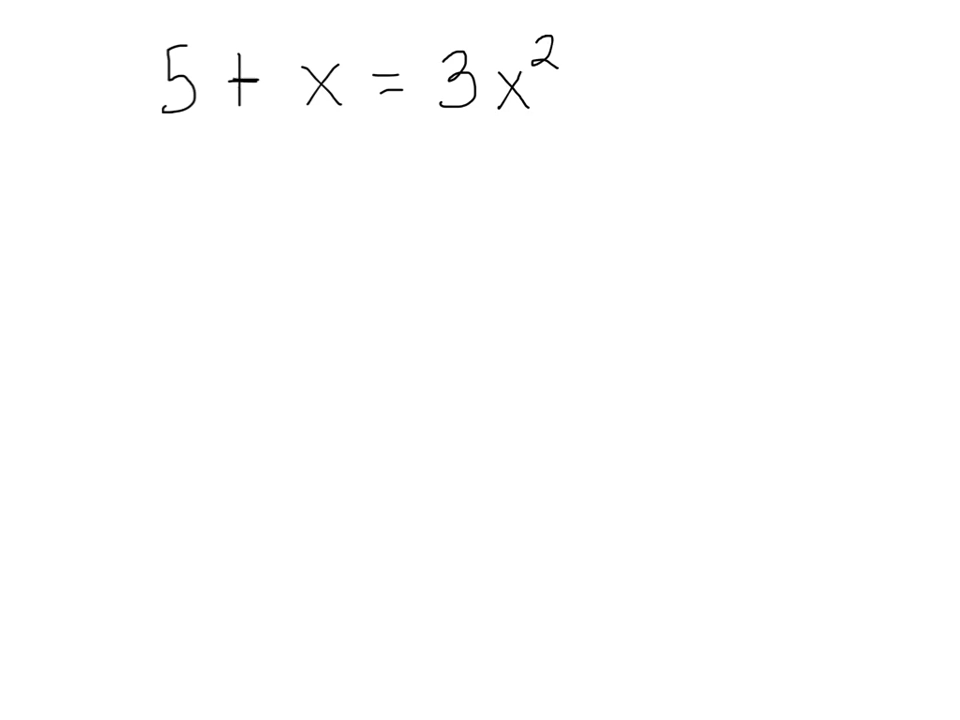 5 + x = 3x²